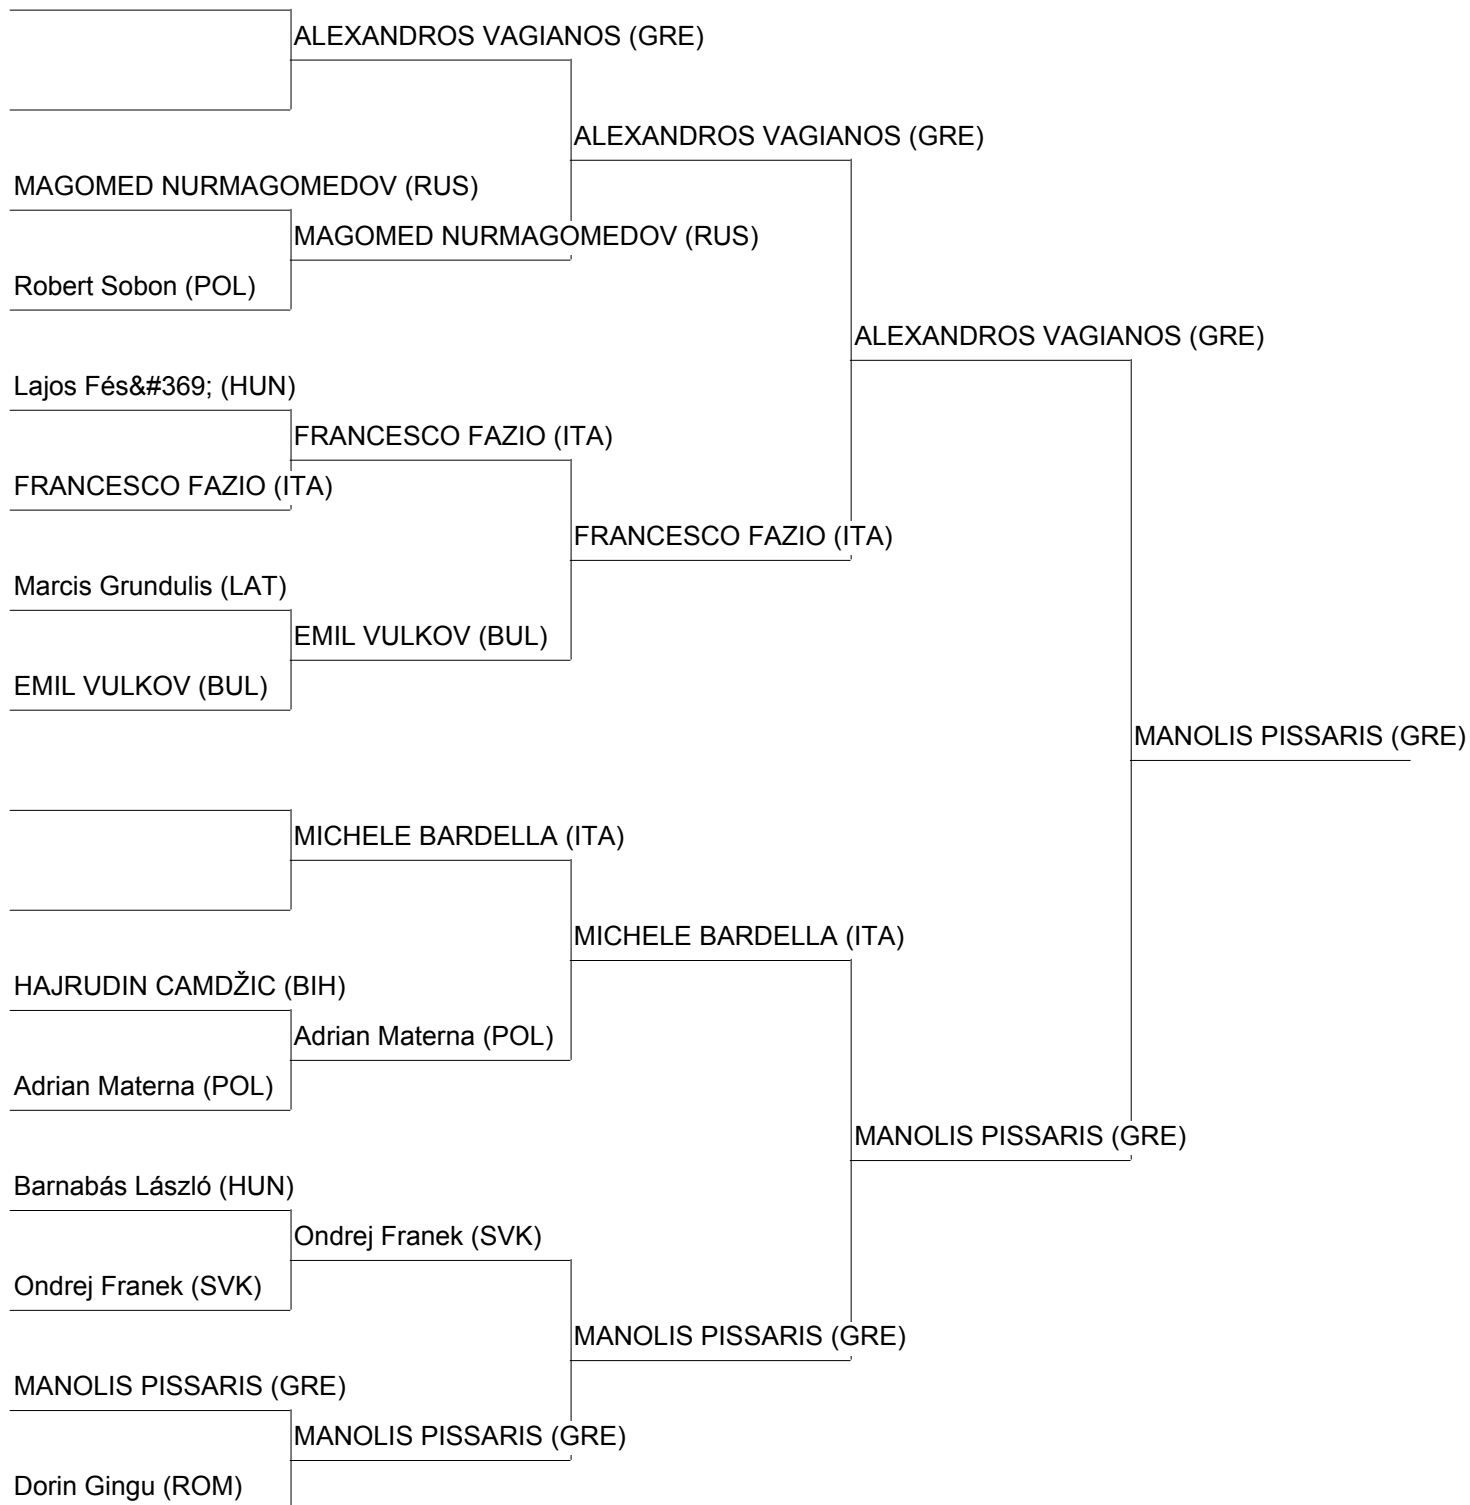 ALEXANDROS VAGIANOS (GRE)
ALEXANDROS VAGIANOS (GRE)
MAGOMED NURMAGOMEDOV (RUS)
MAGOMED NURMAGOMEDOV (RUS)
Robert Sobon (POL)
ALEXANDROS VAGIANOS (GRE)
Lajos Fés&#369; (HUN)
FRANCESCO FAZIO (ITA)
FRANCESCO FAZIO (ITA)
FRANCESCO FAZIO (ITA)
Marcis Grundulis (LAT)
EMIL VULKOV (BUL)
EMIL VULKOV (BUL)
MANOLIS PISSARIS (GRE)
MICHELE BARDELLA (ITA)
MICHELE BARDELLA (ITA)
HAJRUDIN CAMDŽIC (BIH)
Adrian Materna (POL)
Adrian Materna (POL)
MANOLIS PISSARIS (GRE)
Barnabás László (HUN)
Ondrej Franek (SVK)
Ondrej Franek (SVK)
MANOLIS PISSARIS (GRE)
MANOLIS PISSARIS (GRE)
MANOLIS PISSARIS (GRE)
Dorin Gingu (ROM)